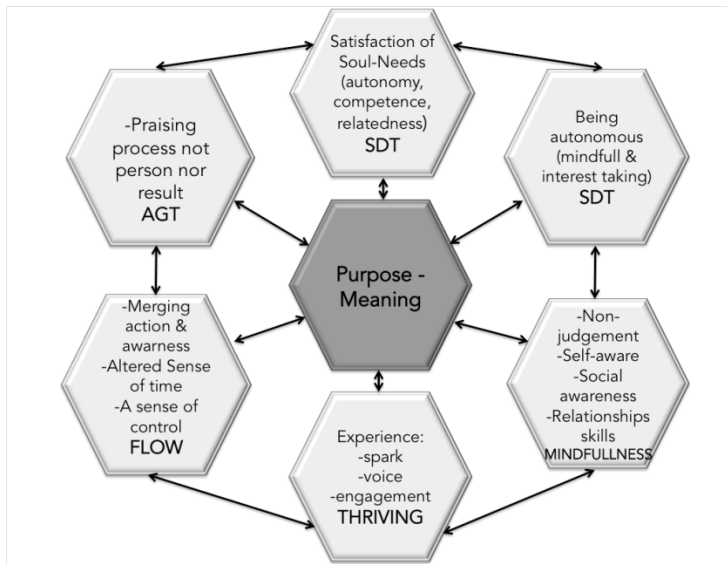 Satisfaction of
Soul-Needs
(autonomy,
competence,
relatedness)
SDT
-Praising
process not
person nor
result
AGT
Being
autonomous
(mindfull &
interest taking)
SDT
Purpose -
Meaning
-Merging
action &
awarness
-Altered Sense
of time
-A sense of
control
FLOW
-Non-
judgement
-Self-aware
-Social
awareness
-Relationships
skills
MINDFULLNESS
Experience:
-spark
-voice
-engagement
THRIVING